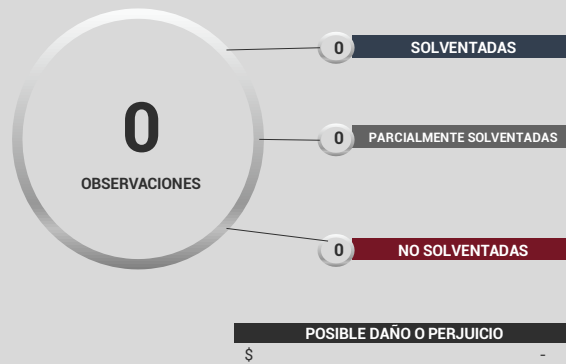 0
OBSERVACIONES
0 SOLVENTADAS
0 PARCIALMENTE SOLVENTADAS
0 NO SOLVENTADAS
POSIBLE DAÑO O PERJUICIO
$ -